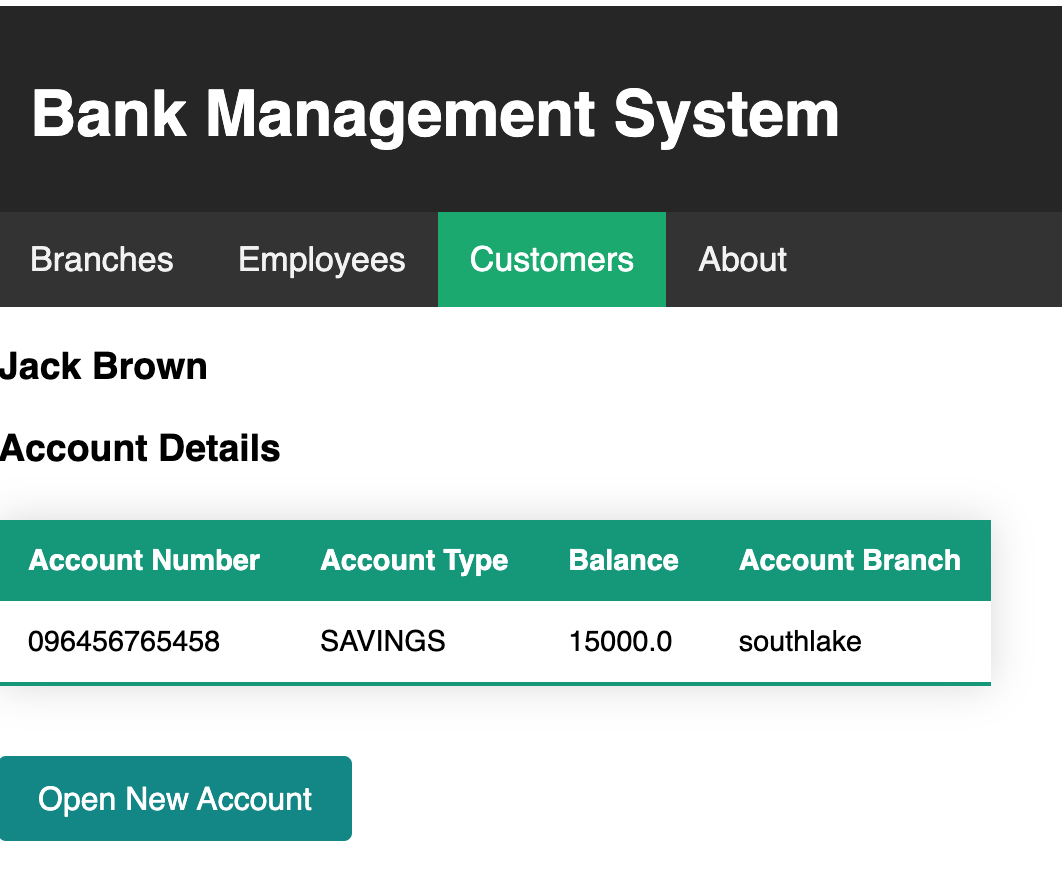 Bank Management System
Branches Employees Customers About
Jack Brown
Account Details
Account Number Account Type Balance Account Branch
096456765458 SAVINGS 15000.0 southlake
Open New Account